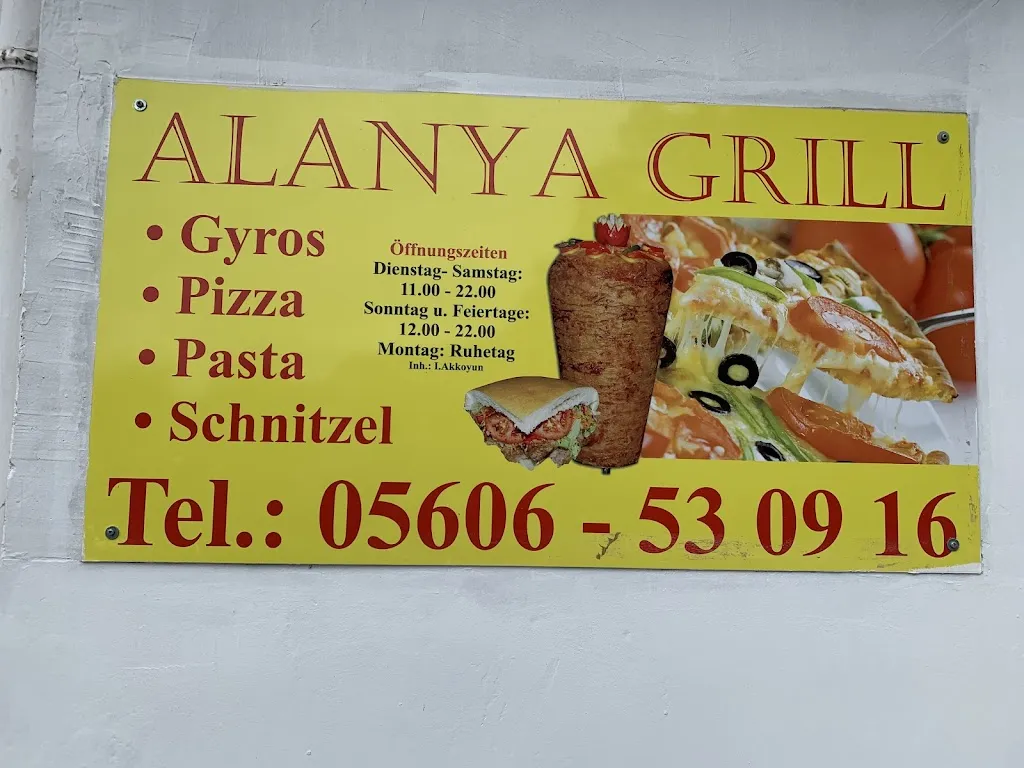 ALANYA GRILL
• Gyros
• Pizza
• Pasta
• Schnitzel
Öffnungszeiten
Dienstag- Samstag:
11.00 - 22.00
Sonntag u. Feiertage:
12.00 - 22.00
Montag: Ruhetag
Inh.: I.Akkoyun
Tel.: 05606 - 53 09 16